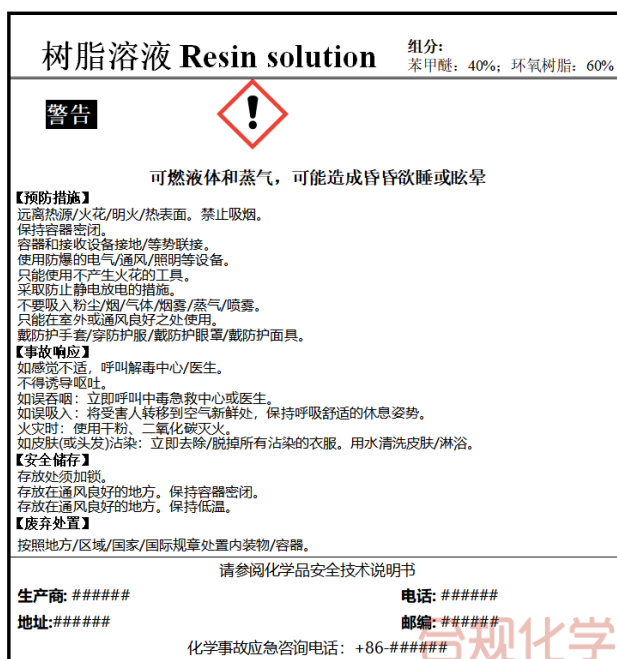 树脂溶液 Resin solution
组分:
苯甲醚：40%；环氧树脂：60%
警告
可燃液体和蒸气，可能造成昏昏欲睡或眩晕
【预防措施】
远离热源/火花/明火/热表面。禁止吸烟。
保持容器密闭。
容器和接收设备接地/等势联接。
使用防爆的电气/通风/照明等设备。
只能使用不产生火花的工具。
采取防止静电放电的措施。
不要吸入粉尘/烟/气体/烟雾/蒸气/喷雾。
只能在室外或通风良好之处使用。
戴防护手套/穿防护服/戴防护眼罩/戴防护面具。
【事故响应】
如感觉不适，呼叫解毒中心/医生。
不得诱导呕吐。
如误吞咽：立即呼叫中毒急救中心或医生。
如误吸入：将受害人转移到空气新鲜处，保持呼吸舒适的休息姿势。
火灾时：使用干粉、二氧化碳灭火。
如皮肤(或头发)沾染：立即去除/脱掉所有沾染的衣服。用水清洗皮肤/淋浴。
【安全储存】
存放处须加锁。
存放在通风良好的地方。保持容器密闭。
存放在通风良好的地方。保持低温。
【废弃处置】
按照地方/区域/国家/国际规章处置内装物/容器。
请参阅化学品安全技术说明书
生产商: ######
电话: ######
地址:######
邮编: ######
化学事故应急咨询电话：+86-######
合规化学